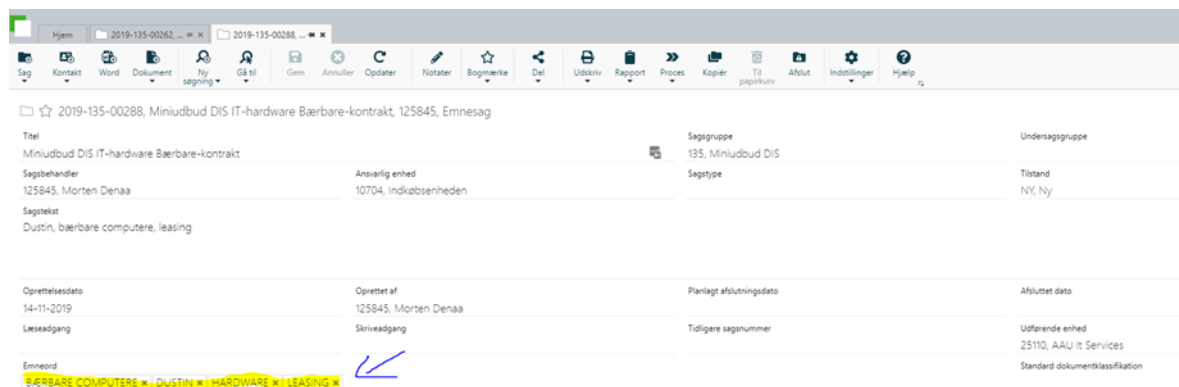 Hjem 2019-135-00262, ... 2019-135-00288, ...
Sag Kontakt Word Dokument Ny søgning Gå til Gem Annuller Opdater Notater Bogmærke Del Udskriv Rapport Proces Kopiér Til papirkurv Afslut Indstillinger Hjælp
2019-135-00288, Miniudbud DIS IT-hardware Bærbare-kontrakt, 125845, Emnesag
Titel Sagsgruppe Undersagsgruppe
Miniudbud DIS IT-hardware Bærbare-kontrakt 135, Miniudbud DIS
Sagsbehandler Ansvarlig enhed Sagstype Tilstand
125845, Morten Denaa 10704, Indkøbsenheden NY, Ny
Sagstekst
Dustin, bærbare computere, leasing
Oprettelsesdato Oprettet af Planlagt afslutningsdato Afsluttet dato
14-11-2019 125845, Morten Denaa
Læseadgang Skriveadgang Tidligere sagsnummer Udførende enhed
25110, AAU It Services
Emneord Standard dokumentklassifikation
BÆRBARE COMPUTERE × DUSTIN × HARDWARE × LEASING ×